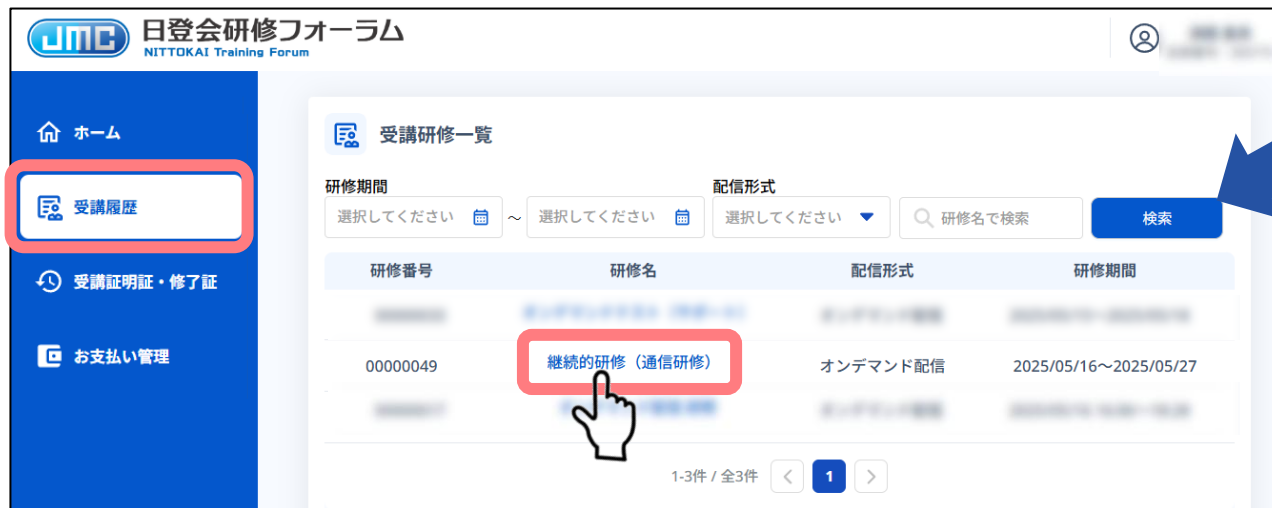 JMC 日登会研修フォーラム
NITTOKAI Training Forum
ホーム
受講履歴
受講証明証・修了証
お支払い管理
受講研修一覧
研修期間 配信形式
選択してください ～ 選択してください 選択してください 研修名で検索 検索
研修番号 研修名 配信形式 研修期間
00000049 継続的研修（通信研修） オンデマンド配信 2025/05/16～2025/05/27
1-3件 / 全3件 < 1 >